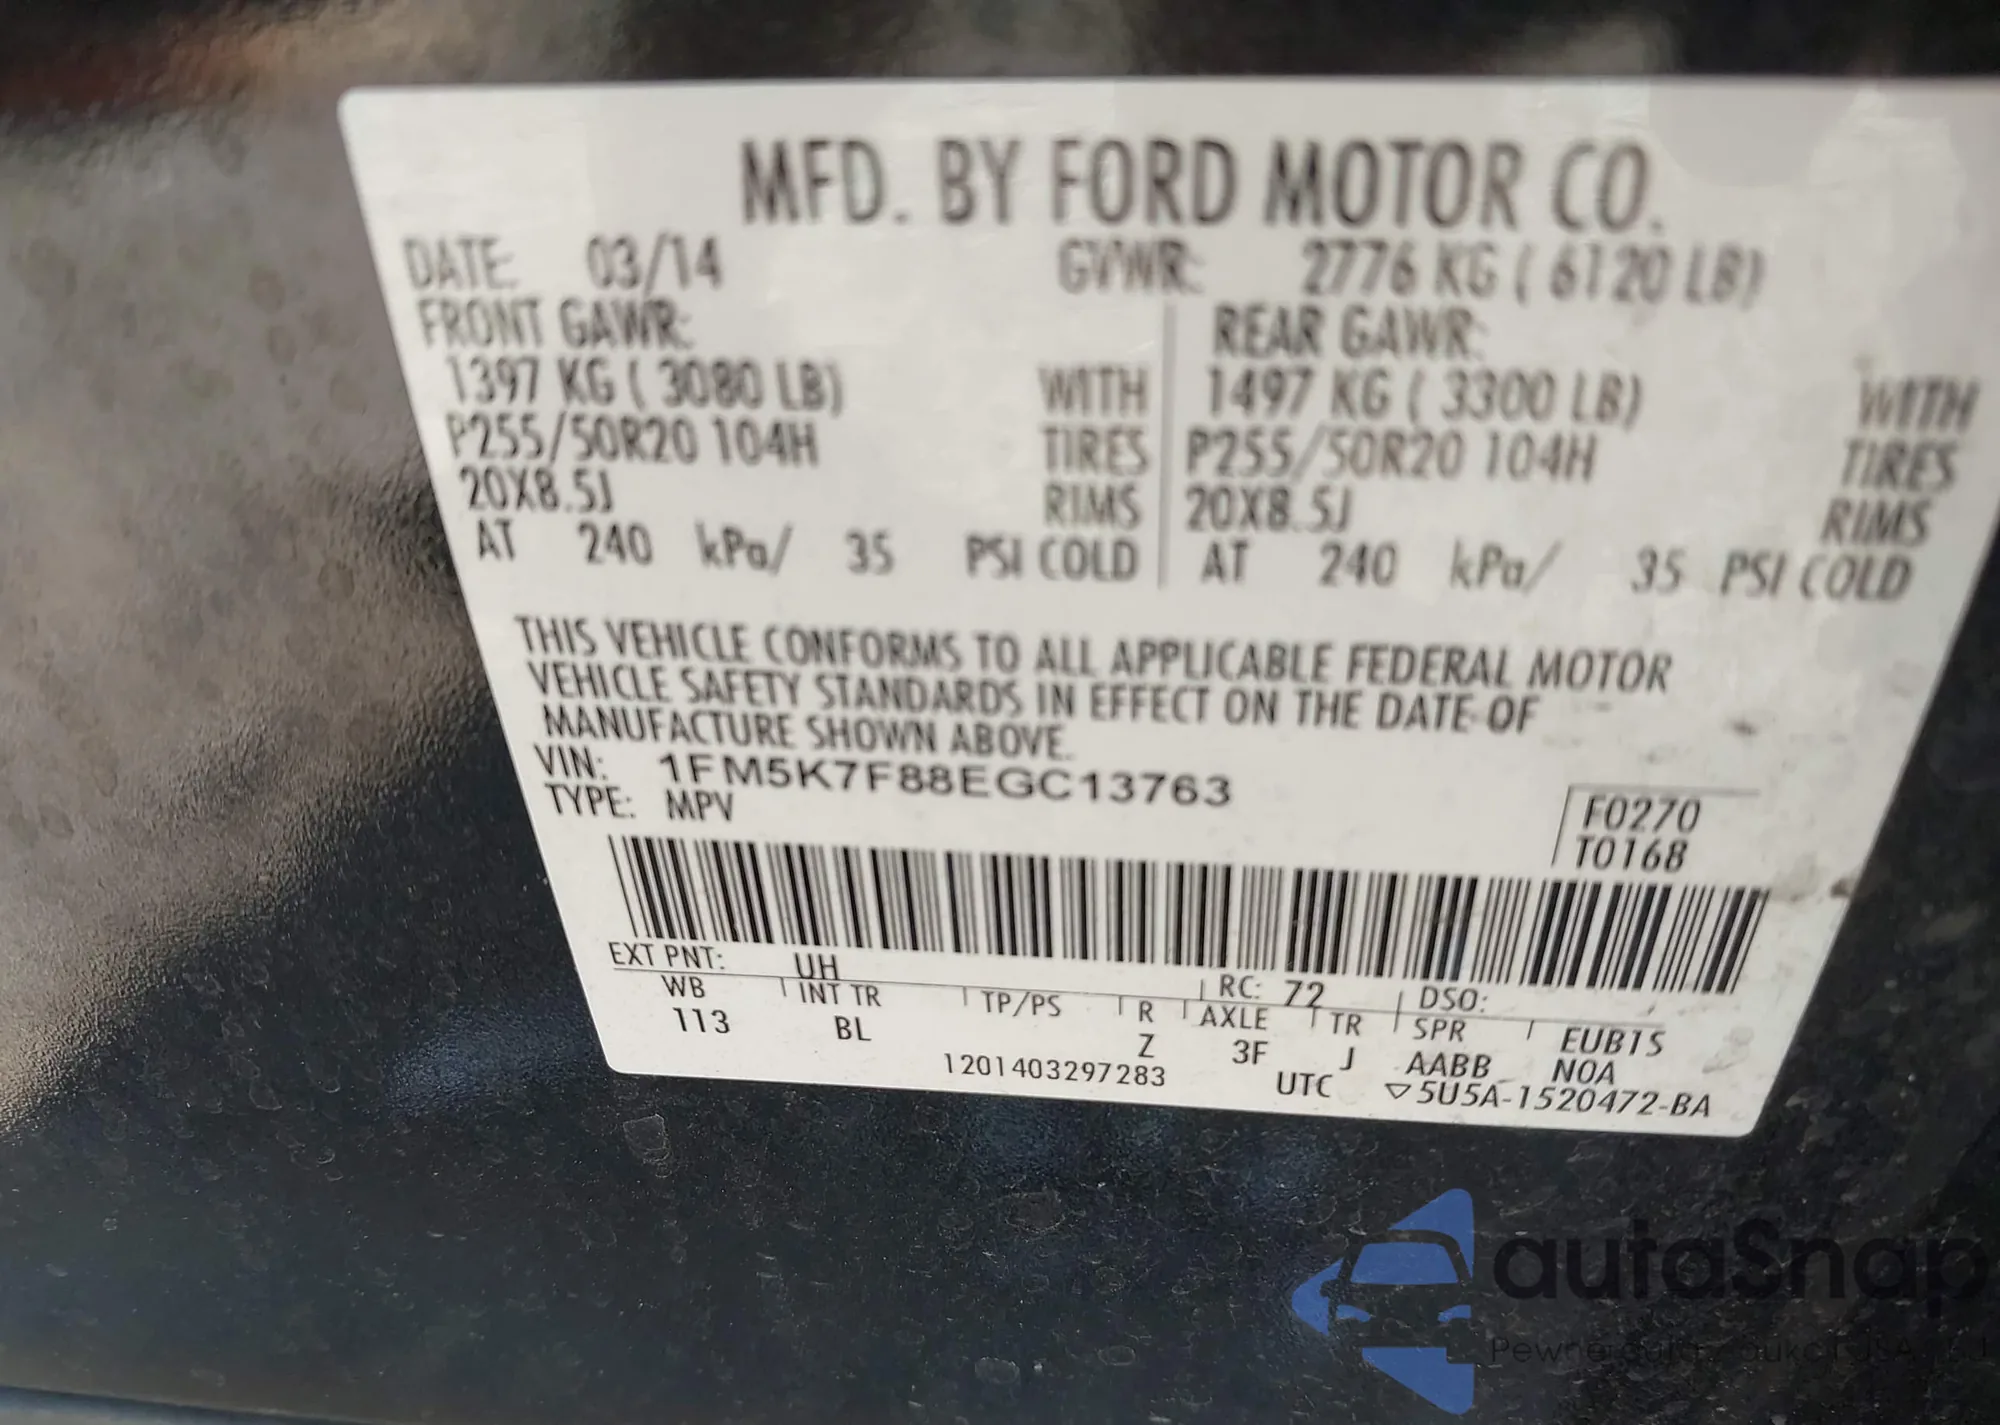 MFD. BY FORD MOTOR CO.
DATE: 03/14 GVWR: 2776 KG ( 6120 LB)
FRONT GAWR: REAR GAWR:
1397 KG ( 3080 LB) WITH 1497 KG ( 3300 LB) WITH
P255/50R20 104H TIRES P255/50R20 104H TIRES
20X8.5J RIMS 20X8.5J RIMS
AT 240 kPa/ 35 PSI COLD AT 240 kPa/ 35 PSI COLD
THIS VEHICLE CONFORMS TO ALL APPLICABLE FEDERAL MOTOR
VEHICLE SAFETY STANDARDS IN EFFECT ON THE DATE OF
MANUFACTURE SHOWN ABOVE.
VIN: 1FM5K7F88EGC13763
TYPE: MPV
F0270
T0168
EXT PNT: UH RC: 72 DSO:
WB INT TR TP/PS R AXLE TR SPR EUB1S
113 BL Z 3F J AABB N0A
1201403297283 UTC ▽5U5A-1520472-BA
autaSnap
Pewne auta